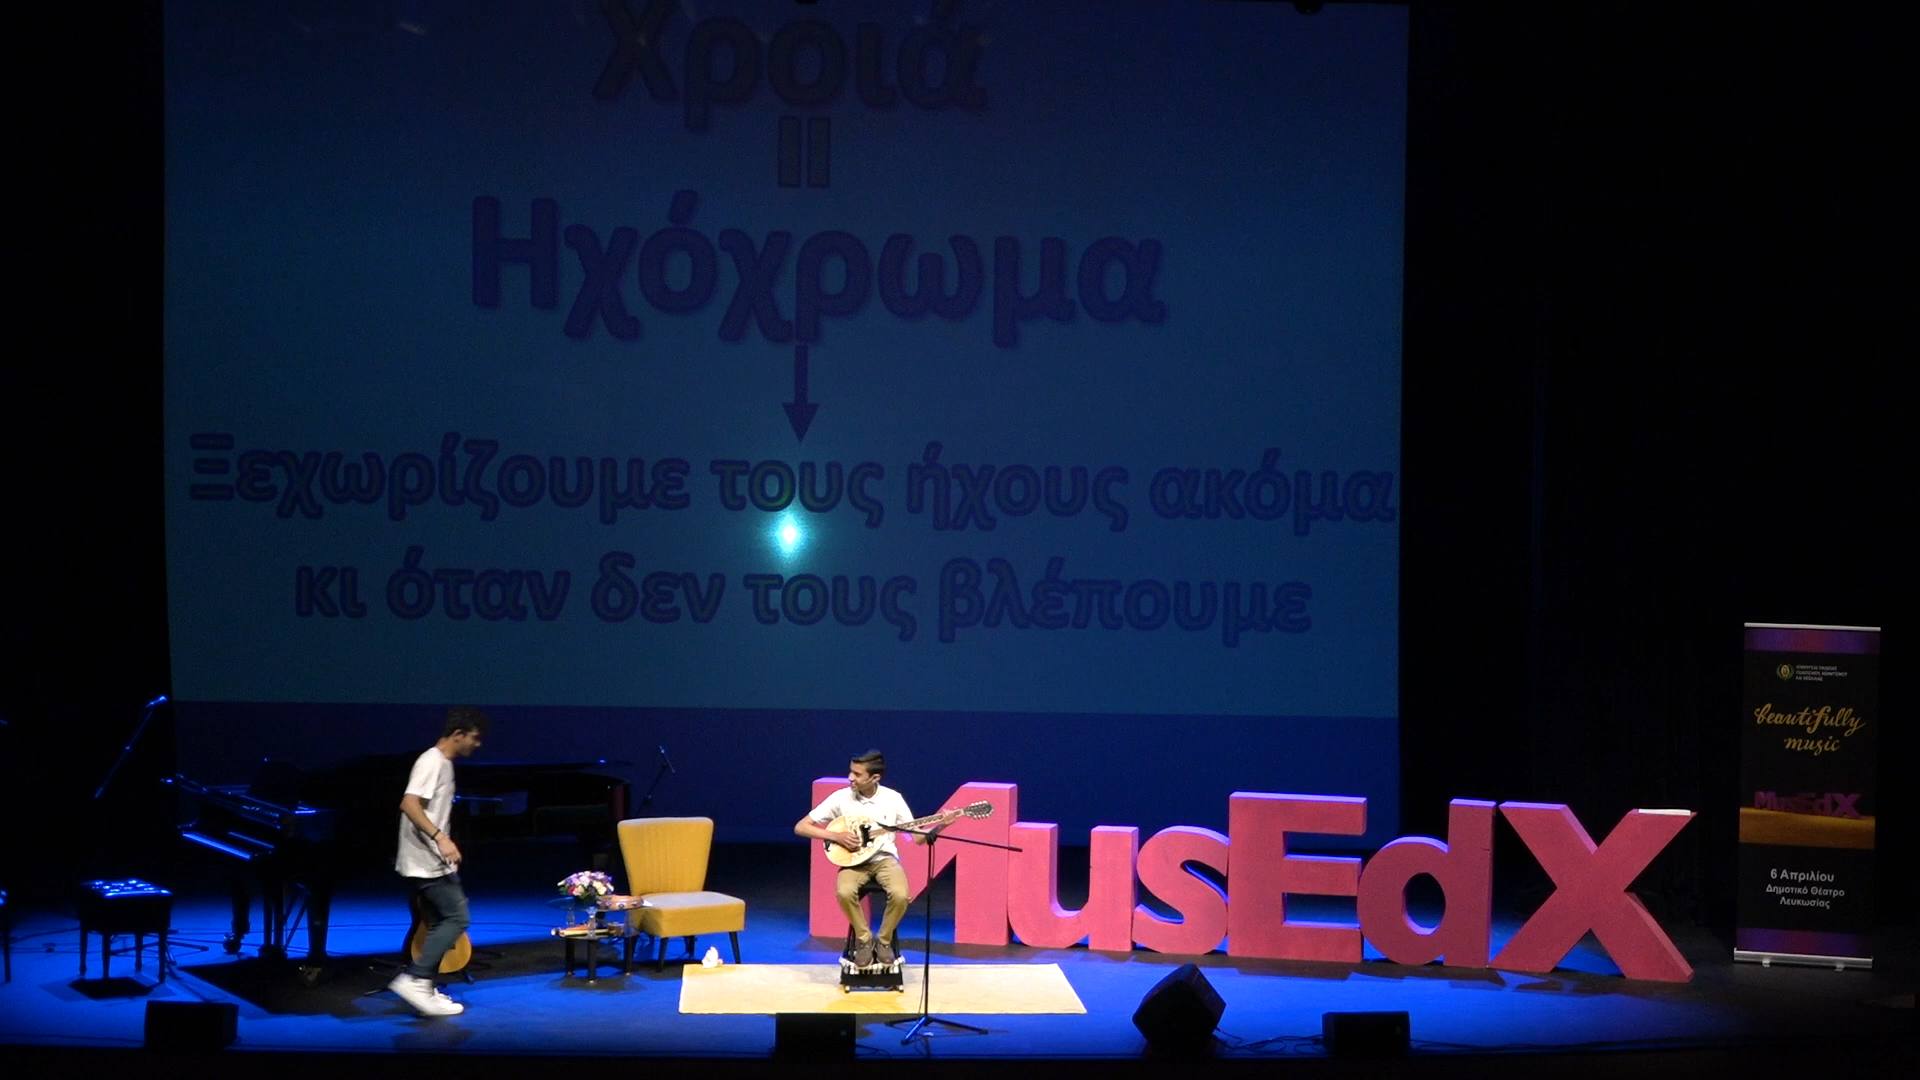 Χροιά
=
Ηχόχρωμα
Ξεχωρίζουμε τους ήχους ακόμα
κι όταν δεν τους βλέπουμε
MusEdX
beautifully
music
MusEdX
6 Απριλίου
Δημοτικό Θέατρο
Λευκωσίας